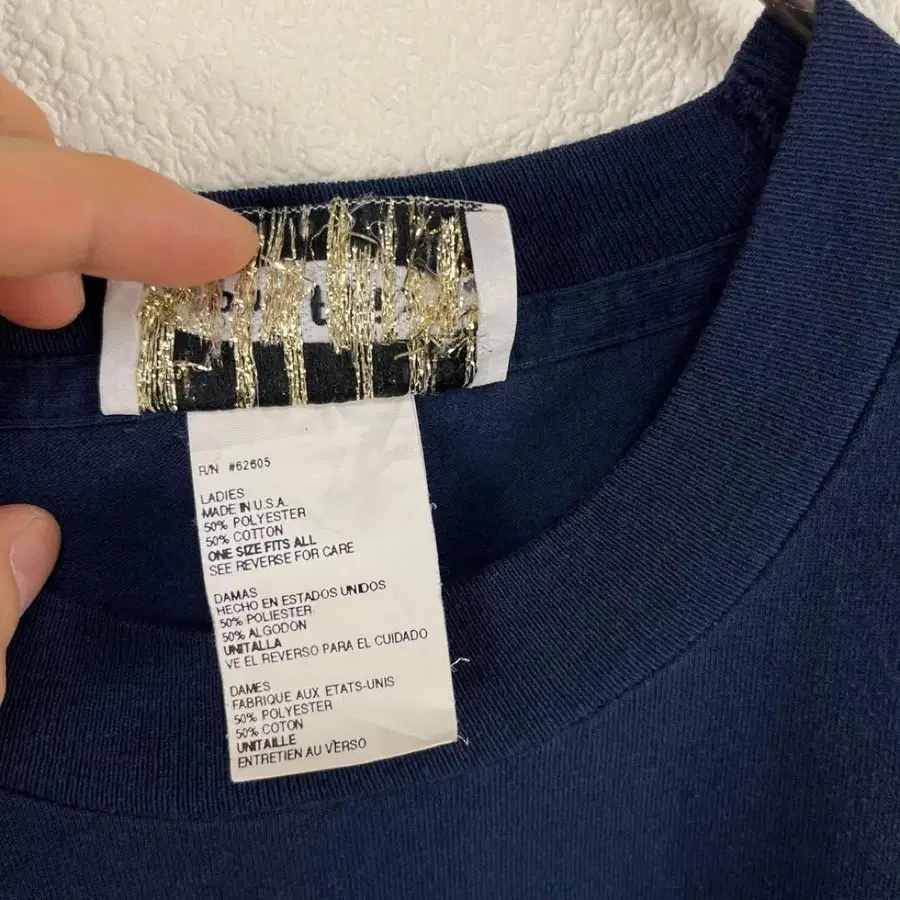 R/N #62605
LADIES
MADE IN U.S.A.
50% POLYESTER
50% COTTON
ONE SIZE FITS ALL
SEE REVERSE FOR CARE
DAMAS
HECHO EN ESTADOS UNIDOS
50% POLIESTER
50% ALGODON
UNITALLA
VE EL REVERSO PARA EL CUIDADO
DAMES
FABRIQUE AUX ETATS-UNIS
50% POLYESTER
50% COTON
UNITAILLE
ENTRETIEN AU VERSO